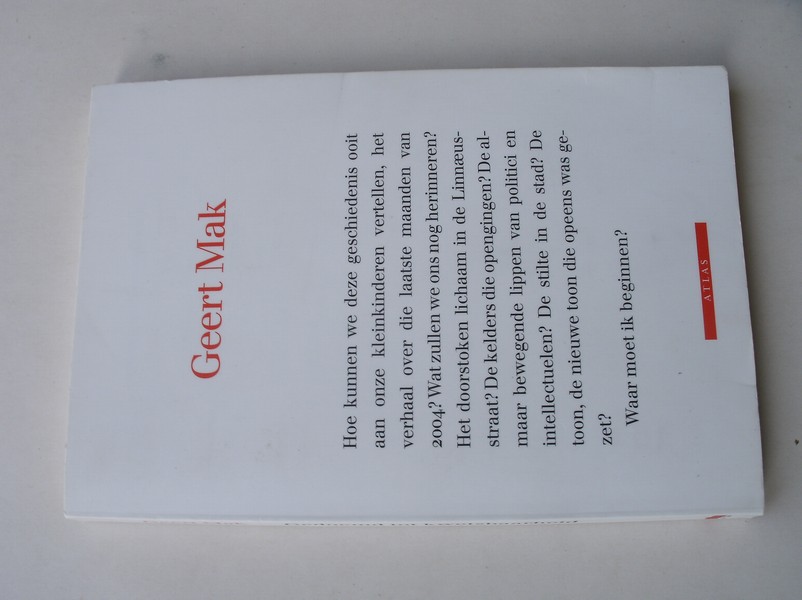 Geert Mak
Hoe kunnen we deze geschiedenis ooit
aan onze kleinkinderen vertellen, het
verhaal over die laatste maanden van
2004? Wat zullen we ons nog herinneren?
Het doorstoken lichaam in de Linnæus-
straat? De kelders die opengingen? De al-
maar bewegende lippen van politici en
intellectuelen? De stilte in de stad? De
toon, de nieuwe toon die opeens was ge-
zet?
Waar moet ik beginnen?
ATLAS